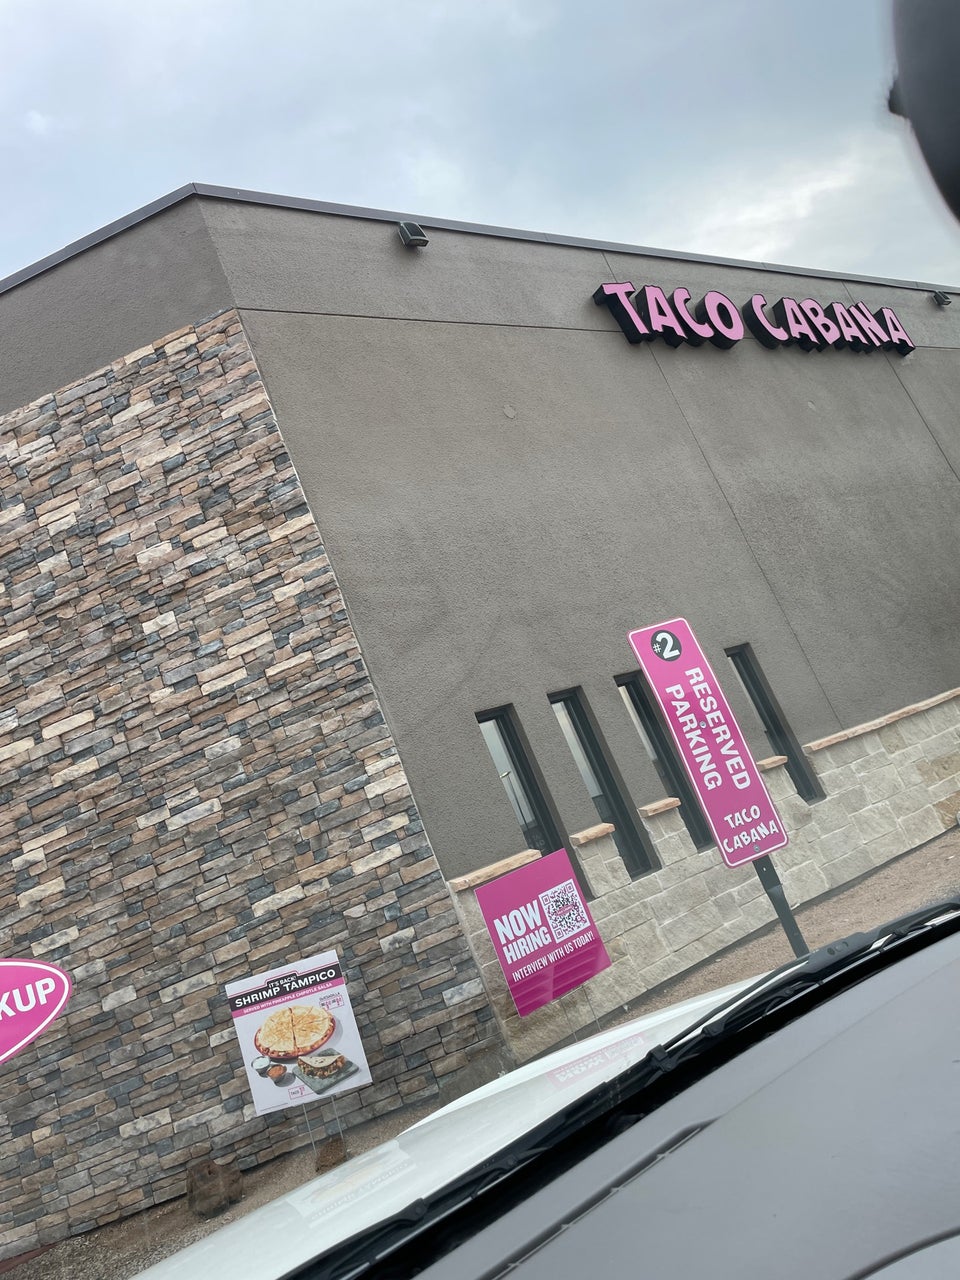 TACO CABANA
#2
RESERVED
PARKING
TACO
CABANA
NOW
HIRING
INTERVIEW WITH US TODAY!
KUP
IT'S BACK!
SHRIMP TAMPICO
SERVED WITH PINEAPPLE CHIPOTLE SALSA
TACO